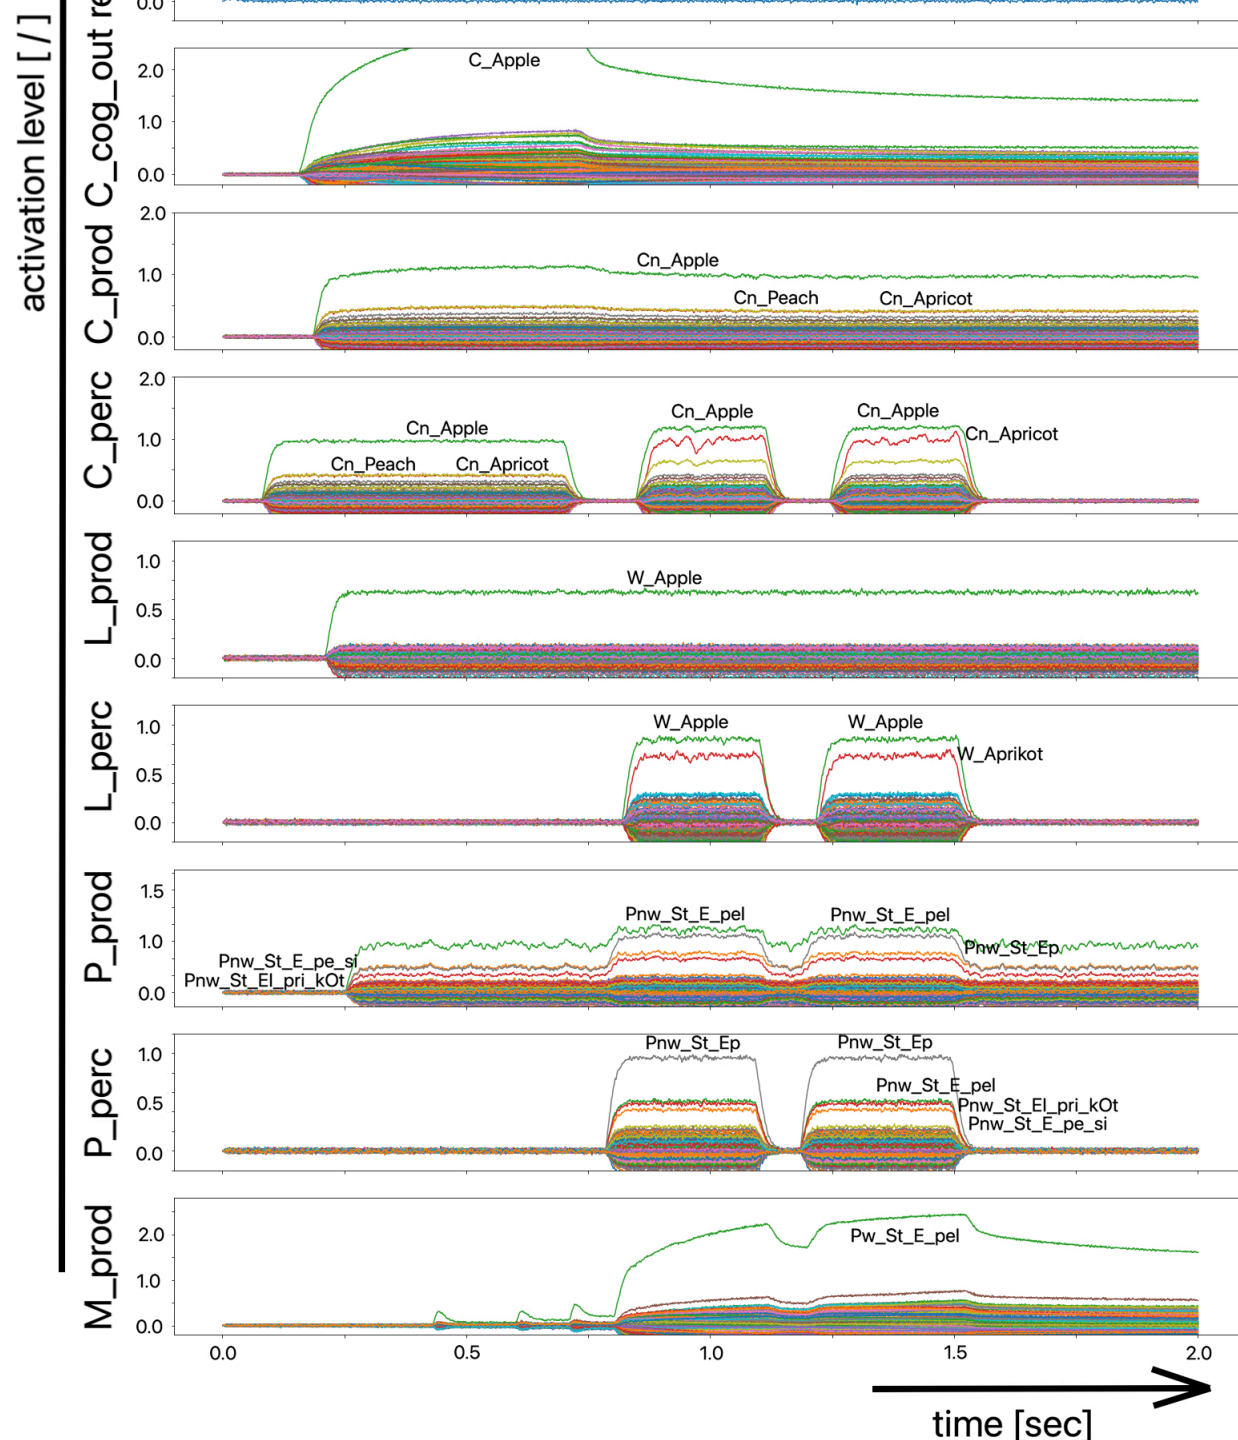 activation level [ / ]
0.0
C_cog_out re
2.0
1.0
0.0
C_Apple
C_prod
2.0
1.0
0.0
Cn_Apple
Cn_Peach Cn_Apricot
C_perc
2.0
1.0
0.0
Cn_Apple Cn_Apple Cn_Apple
Cn_Apricot
Cn_Peach Cn_Apricot
L_prod
1.0
0.5
0.0
W_Apple
L_perc
1.0
0.5
0.0
W_Apple W_Apple
W_Aprikot
P_prod
1.5
1.0
0.0
Pnw_St_E_pel Pnw_St_E_pel
Pnw_St_Ep
Pnw_St_E_pe_si
Pnw_St_EI_pri_kOt
P_perc
1.0
0.5
0.0
Pnw_St_Ep Pnw_St_Ep
Pnw_St_E_pel
Pnw_St_EI_pri_kOt
Pnw_St_E_pe_si
M_prod
2.0
1.0
0.0
Pw_St_E_pel
0.0 0.5 1.0 1.5 2.0
time [sec]